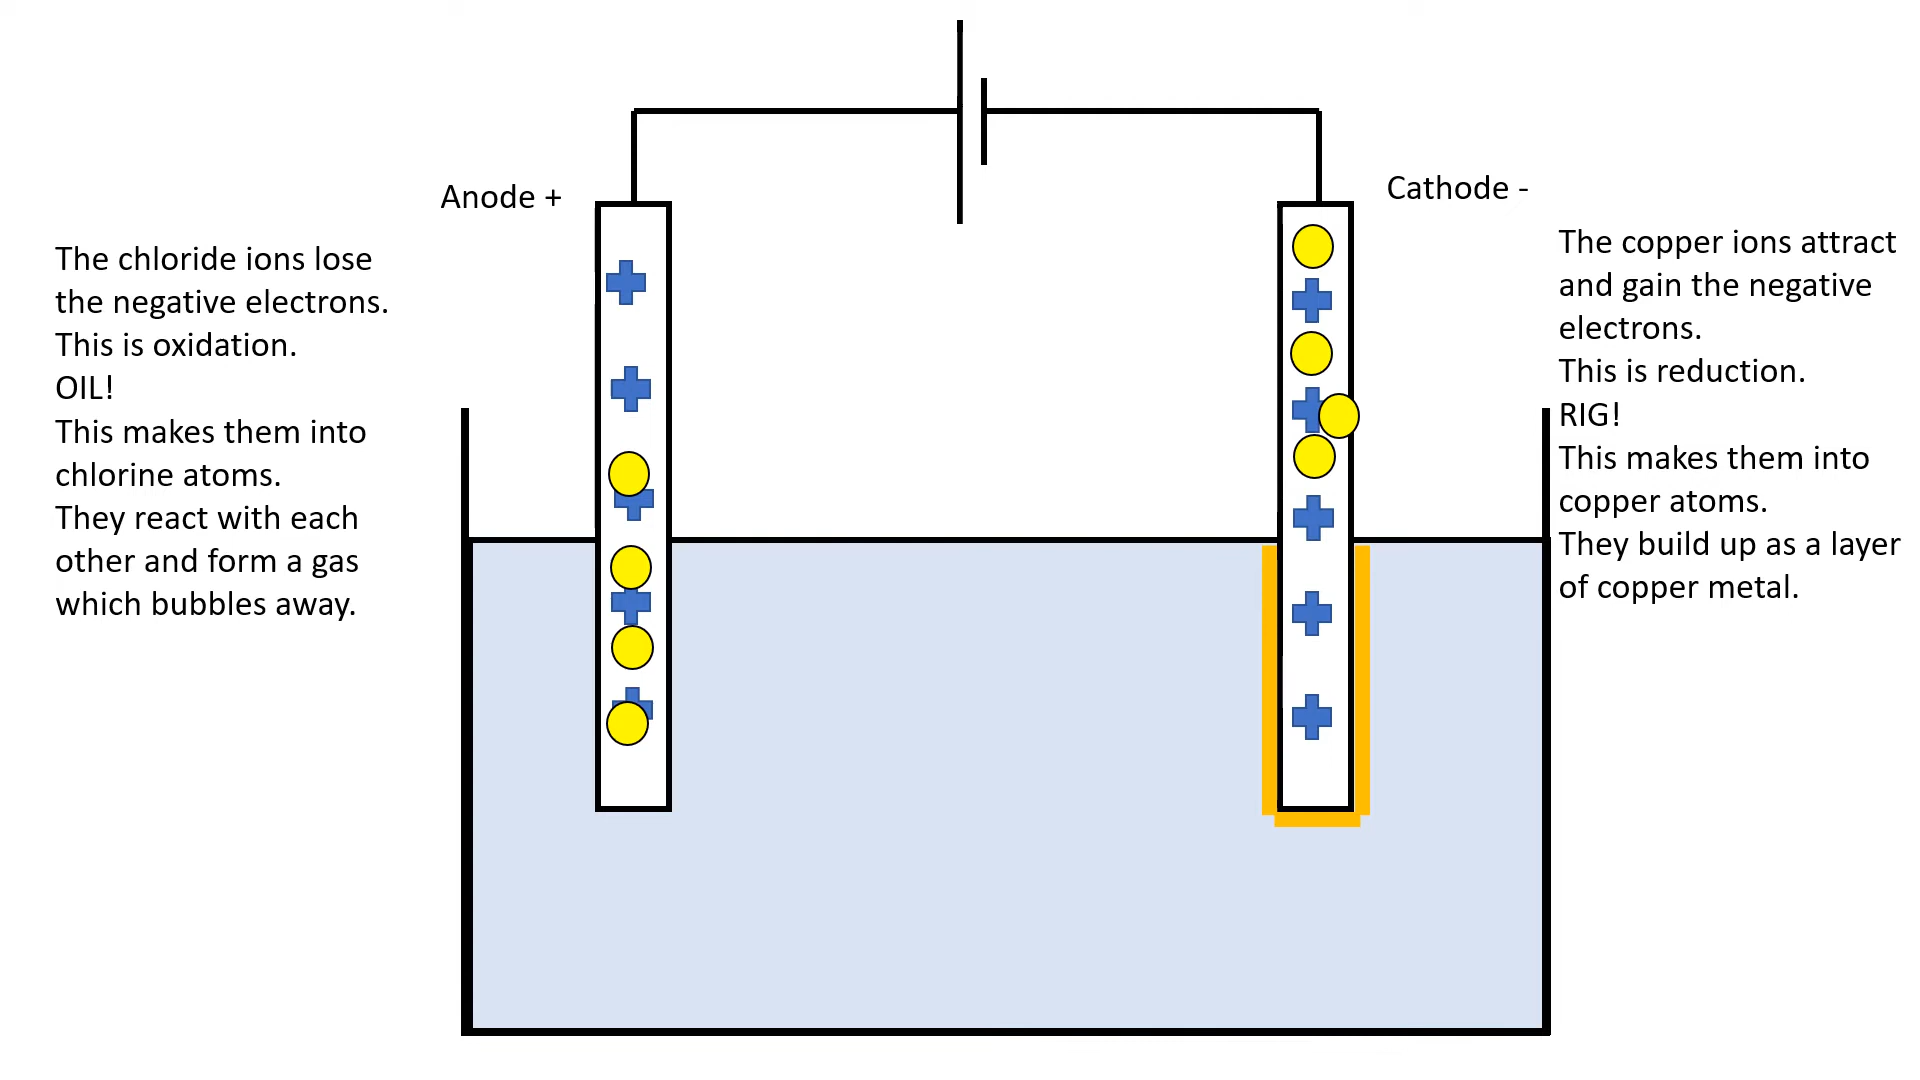 Anode +
Cathode -
The chloride ions lose
the negative electrons.
This is oxidation.
OIL!
This makes them into
chlorine atoms.
They react with each
other and form a gas
which bubbles away.
The copper ions attract
and gain the negative
electrons.
This is reduction.
RIG!
This makes them into
copper atoms.
They build up as a layer
of copper metal.